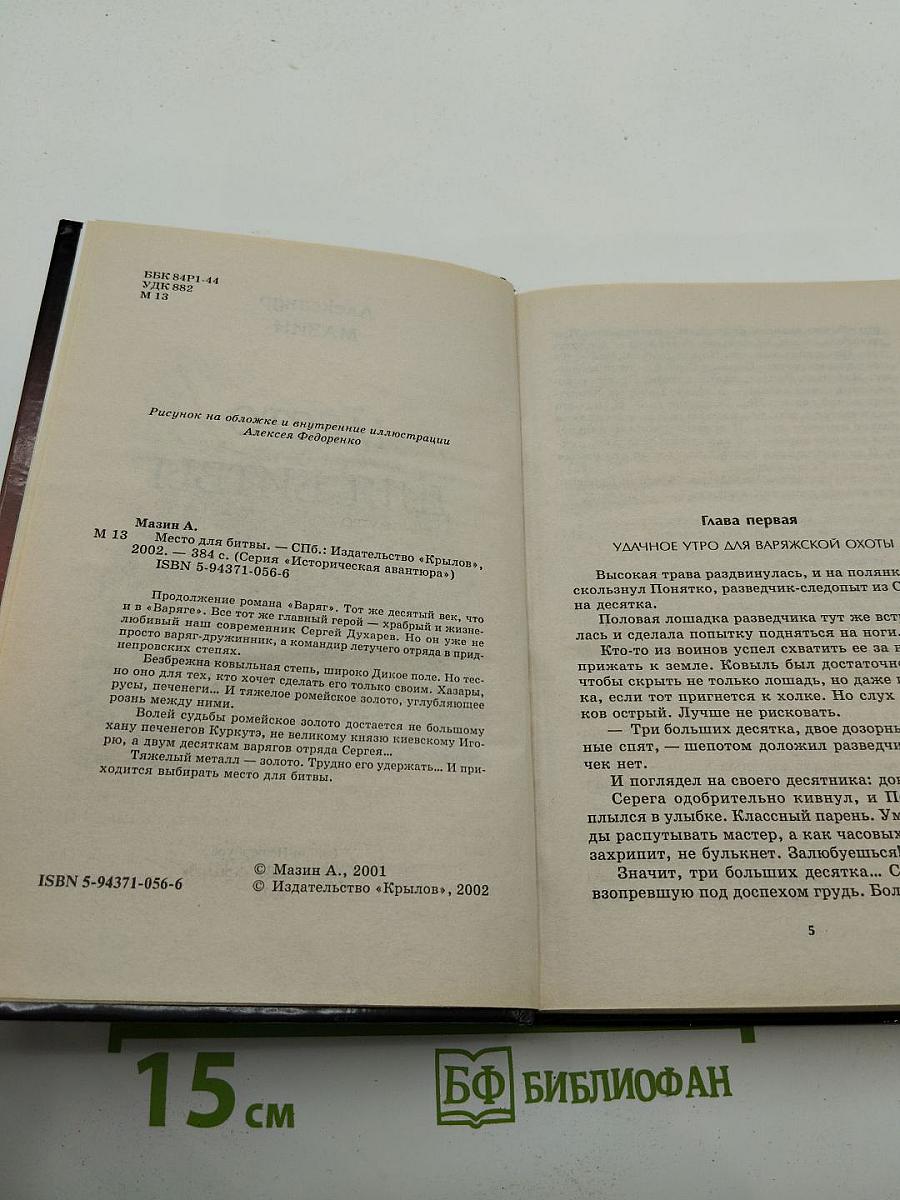 ББК 84Р1-44
УДК 882
М 13
Рисунок на обложке и внутренние иллюстрации
Алексея Федоренко
Мазин А.
М 13 Место для битвы. — СПб.: Издательство «Крылов»,
2002. — 384 с. (Серия «Историческая авантюра»)
ISBN 5-94371-056-6
Продолжение романа «Варяг». Тот же десятый век, что
и в «Варяге». Все тот же главный герой — храбрый и жизне-
любивый наш современник Сергей Духарев. Но он уже не
просто варяг-дружинник, а командир летучего отряда в прид-
непровских степях.
Безбрежна ковыльная степь, широко Дикое поле. Но тес-
но оно для тех, кто хочет сделать его только своим. Хазары,
русы, печенеги... И тяжелое ромейское золото, углубляющее
рознь между ними.
Волей судьбы ромейское золото достается не большому
хану печенегов Куркутэ, не великому князю киевскому Иго-
рю, а двум десяткам варягов отряда Сергея...
Тяжелый металл — золото. Трудно его удержать... И при-
ходится выбирать место для битвы.
ISBN 5-94371-056-6
© Мазин А., 2001
© Издательство «Крылов», 2002
Глава первая
УДАЧНОЕ УТРО ДЛЯ ВАРЯЖСКОЙ ОХОТЫ
Высокая трава раздвинулась, и на полянк
скользнул Понятко, разведчик-следопыт из С
на десятка.
Половая лошадка разведчика тут же вст
лась и сделала попытку подняться на ноги.
Кто-то из воинов успел схватить ее за н
прижать к земле. Ковыль был достаточн
чтобы скрыть не только лошадь, но даже
ка, если тот пригнется к холке. Но слух
ков острый. Лучше не рисковать.
— Три больших десятка, двое дозорн
ные спят, — шепотом доложил разведчи
чек нет.
И поглядел на своего десятника: до
Серега одобрительно кивнул, и П
плылся в улыбке. Классный парень. Ум
ды распутывать мастер, а как часовых
захрипит, не булькнет. Залюбуешься!
Значит, три больших десятка... С
взопревшую под доспехом грудь. Бол
5
15 см
БФ БИБЛИОФАН